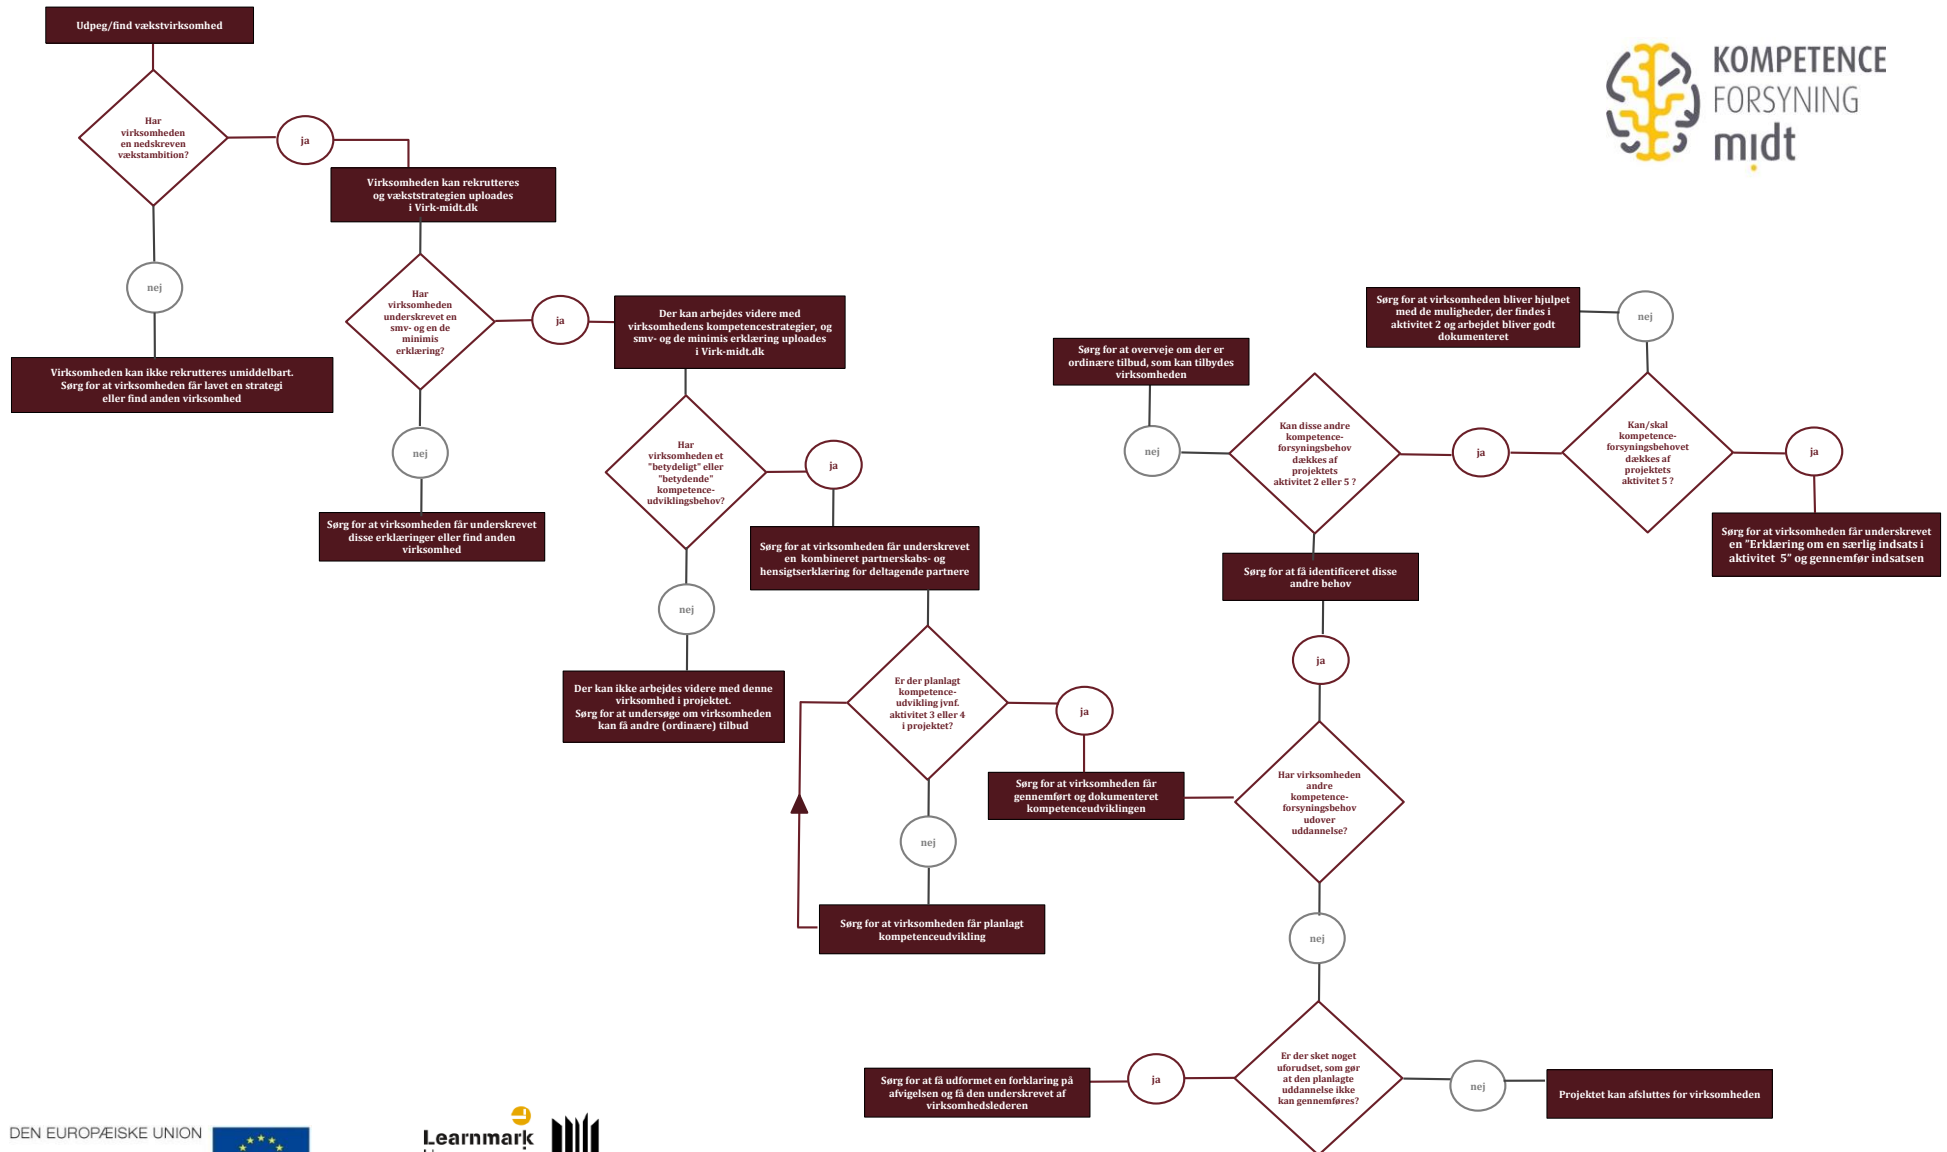 Udpeg/find vækstvirksomhed
KOMPETENCE
FORSYNING
midt
Har
virksomheden
en nedskreven
vækstambition?
ja
Virksomheden kan rekrutteres
og vækststrategien uploades
i Virk-midt.dk
nej
Virksomheden kan ikke rekrutteres umiddelbart.
Sørg for at virksomheden får lavet en strategi
eller find anden virksomhed
Har
virksomheden
underskrevet en
smv- og en de
minimis
erklæring?
ja
Der kan arbejdes videre med
virksomhedens kompetencestrategier, og
smv- og de minimis erklæring uploades
i Virk-midt.dk
nej
Sørg for at virksomheden får underskrevet
disse erklæringer eller find anden
virksomhed
Har
virksomheden et
"betydeligt" eller
"betydende"
kompetence-
udviklingsbehov?
ja
Sørg for at virksomheden får underskrevet
en kombineret partnerskabs- og
hensigtserklæring for deltagende partnere
nej
Der kan ikke arbejdes videre med denne
virksomhed i projektet.
Sørg for at undersøge om virksomheden
kan få andre (ordinære) tilbud
Er der planlagt
kompetence-
udvikling jvnf.
aktivitet 3 eller 4
i projektet?
ja
Sørg for at virksomheden får
gennemført og dokumenteret
kompetenceudviklingen
nej
Sørg for at virksomheden får planlagt
kompetenceudvikling
Sørg for at virksomheden bliver hjulpet
med de muligheder, der findes i
aktivitet 2 og arbejdet bliver godt
dokumenteret
nej
Sørg for at overveje om der er
ordinære tilbud, som kan tilbydes
virksomheden
nej
Kan disse andre
kompetence-
forsyningsbehov
dækkes af
projektets
aktivitet 2 eller 5 ?
ja
Kan/skal
kompetence-
forsyningsbehovet
dækkes af
projektets
aktivitet 5 ?
ja
Sørg for at virksomheden får underskrevet
en "Erklæring om en særlig indsats i
aktivitet 5" og gennemfør indsatsen
Sørg for at få identificeret disse
andre behov
ja
Har virksomheden
andre
kompetence-
forsyningsbehov
udover
uddannelse?
nej
Er der sket noget
uforudset, som gør
at den planlagte
uddannelse ikke
kan gennemføres?
ja
Sørg for at få udformet en forklaring på
afvigelsen og få den underskrevet af
virksomhedslederen
nej
Projektet kan afsluttes for virksomheden
DEN EUROPÆISKE UNION
Learnmark